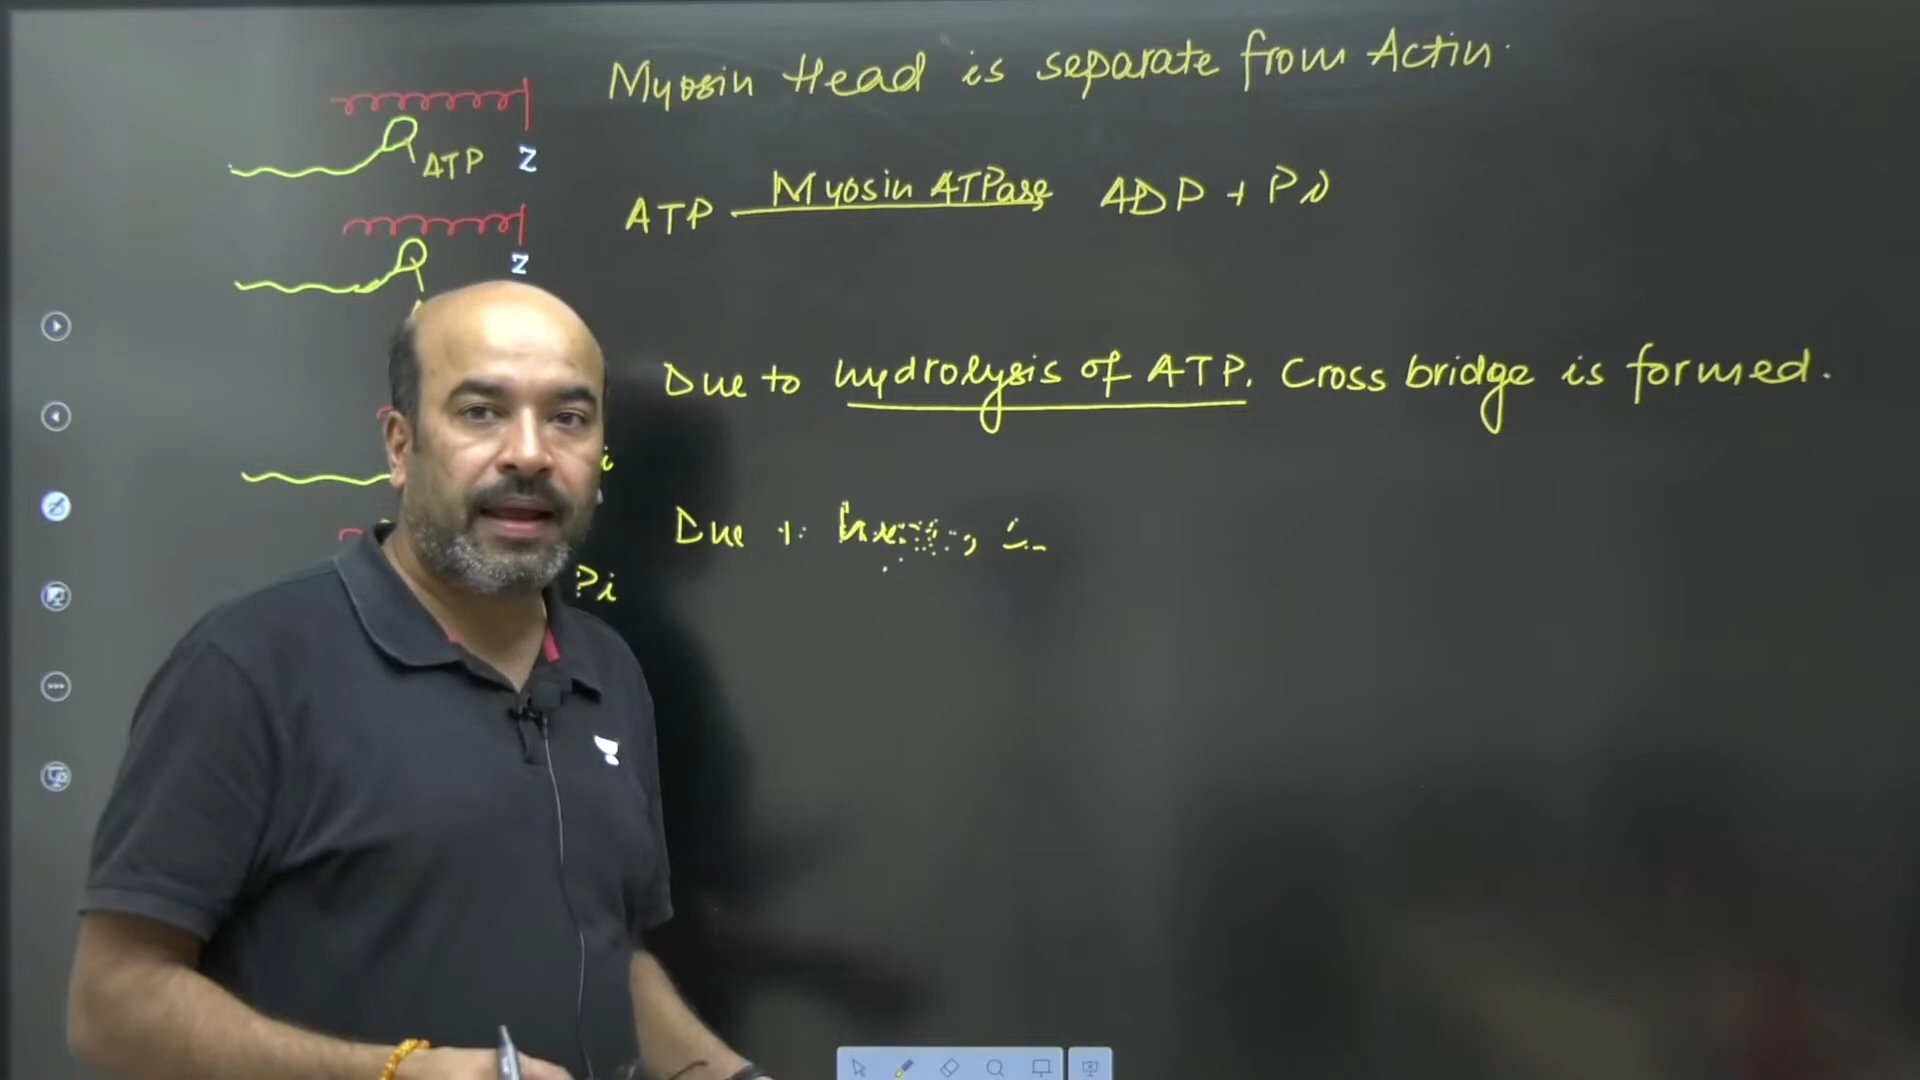 Myosin Head is separate from Actin.
ATP Z
ATP Myosin ATPase ADP + Pi
Z
Due to hydrolysis of ATP. Cross bridge is formed.
i
Due
Pi